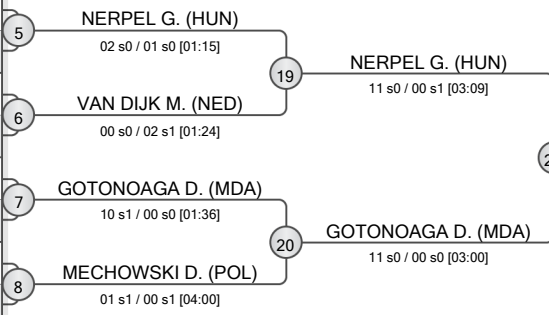 5
NERPEL G. (HUN)
02 s0 / 01 s0 [01:15]
19
NERPEL G. (HUN)
11 s0 / 00 s1 [03:09]
6
VAN DIJK M. (NED)
00 s0 / 02 s1 [01:24]
7
GOTONOAGA D. (MDA)
10 s1 / 00 s0 [01:36]
20
GOTONOAGA D. (MDA)
11 s0 / 00 s0 [03:00]
8
MECHOWSKI D. (POL)
01 s1 / 00 s1 [04:00]